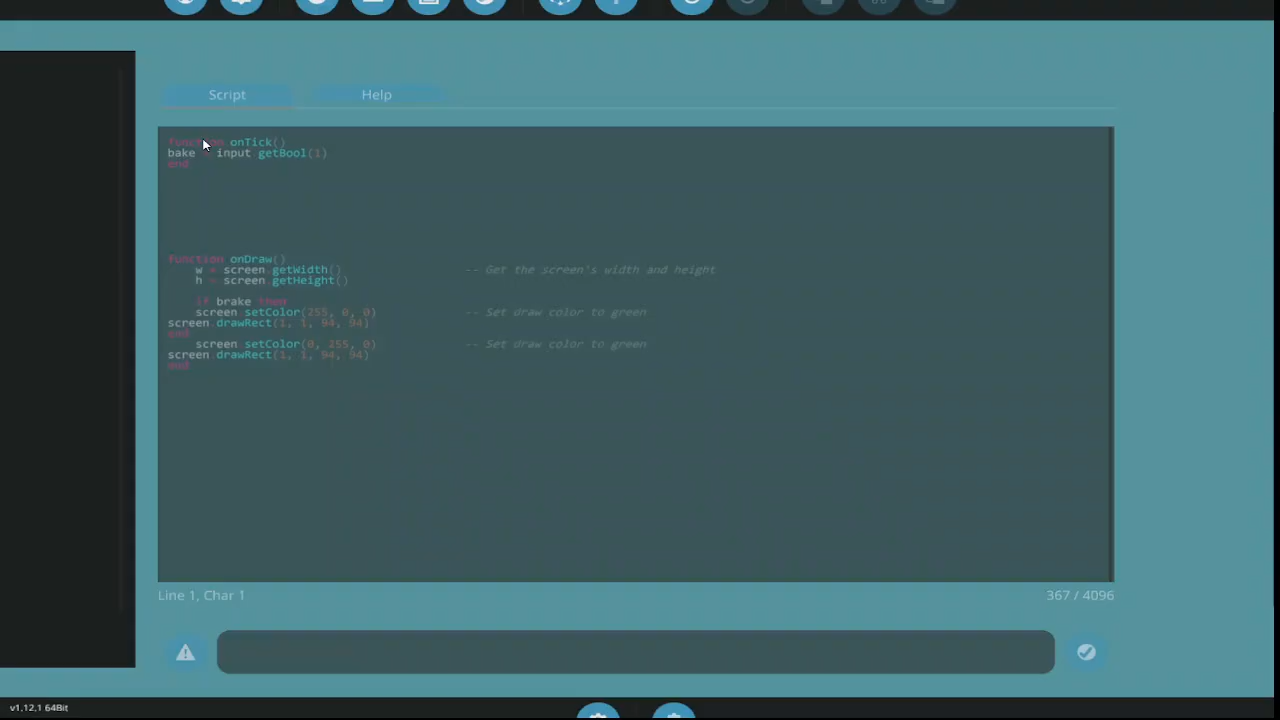 Script
Help
function onTick()
bake = input.getBool(1)
end
function onDraw()
w = screen.getWidth() -- Get the screen's width and height
h = screen.getHeight()
if brake then
screen.setColor(255, 0, 0) -- Set draw color to green
screen.drawRect(1, 1, 94, 94)
end
screen.setColor(0, 255, 0) -- Set draw color to green
screen.drawRect(1, 1, 94, 94)
end
Line 1, Char 1
367 / 4096
v1.12.1 64Bit